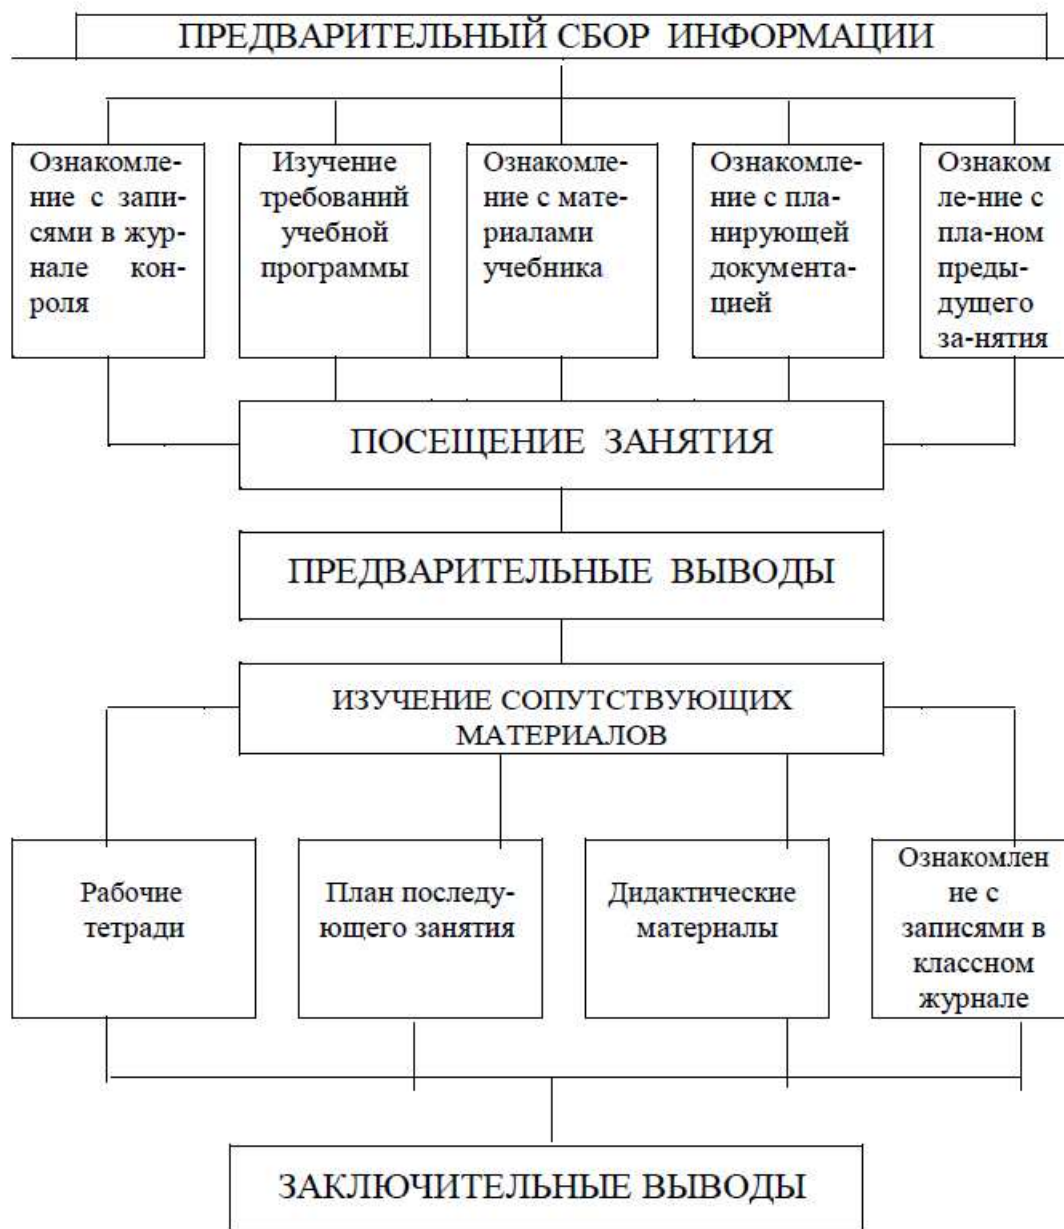 ПРЕДВАРИТЕЛЬНЫЙ СБОР ИНФОРМАЦИИ
Ознакомле-
ние с запи-
сями в жур-
нале кон-
роля
Изучение
требований
учебной
программы
Ознакомле-
ние с мате-
риалами
учебника
Ознакомле-
ние с пла-
нирующей
документа-
цией
Ознаком
ле-ние с
пла-ном
преды-
дущего
за-нятия
ПОСЕЩЕНИЕ ЗАНЯТИЯ
ПРЕДВАРИТЕЛЬНЫЕ ВЫВОДЫ
ИЗУЧЕНИЕ СОПУТСТВУЮЩИХ
МАТЕРИАЛОВ
Рабочие
тетради
План последу-
ющего занятия
Дидактические
материалы
Ознакомлен
ие с
записями в
классном
журнале
ЗАКЛЮЧИТЕЛЬНЫЕ ВЫВОДЫ